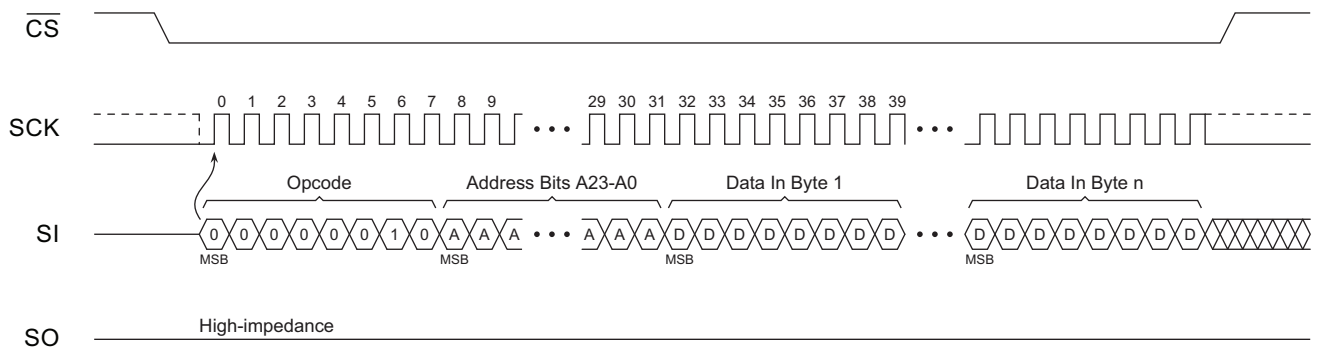 CS
0 1 2 3 4 5 6 7 8 9 29 30 31 32 33 34 35 36 37 38 39
SCK
Opcode Address Bits A23-A0 Data In Byte 1 Data In Byte n
SI 0 0 0 0 0 0 1 0 A A A A A A D D D D D D D D D D D D D D D D
MSB MSB MSB MSB
High-impedance
SO